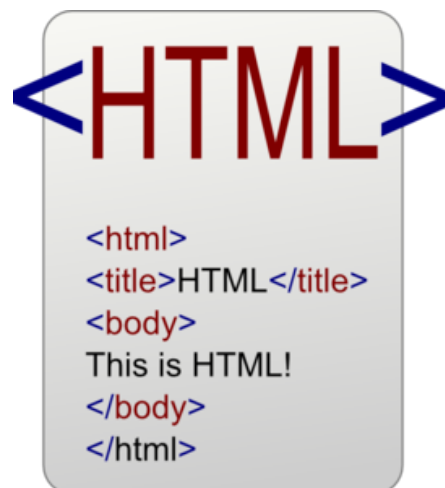 <HTML>
<html>
<title>HTML</title>
<body>
This is HTML!
</body>
</html>